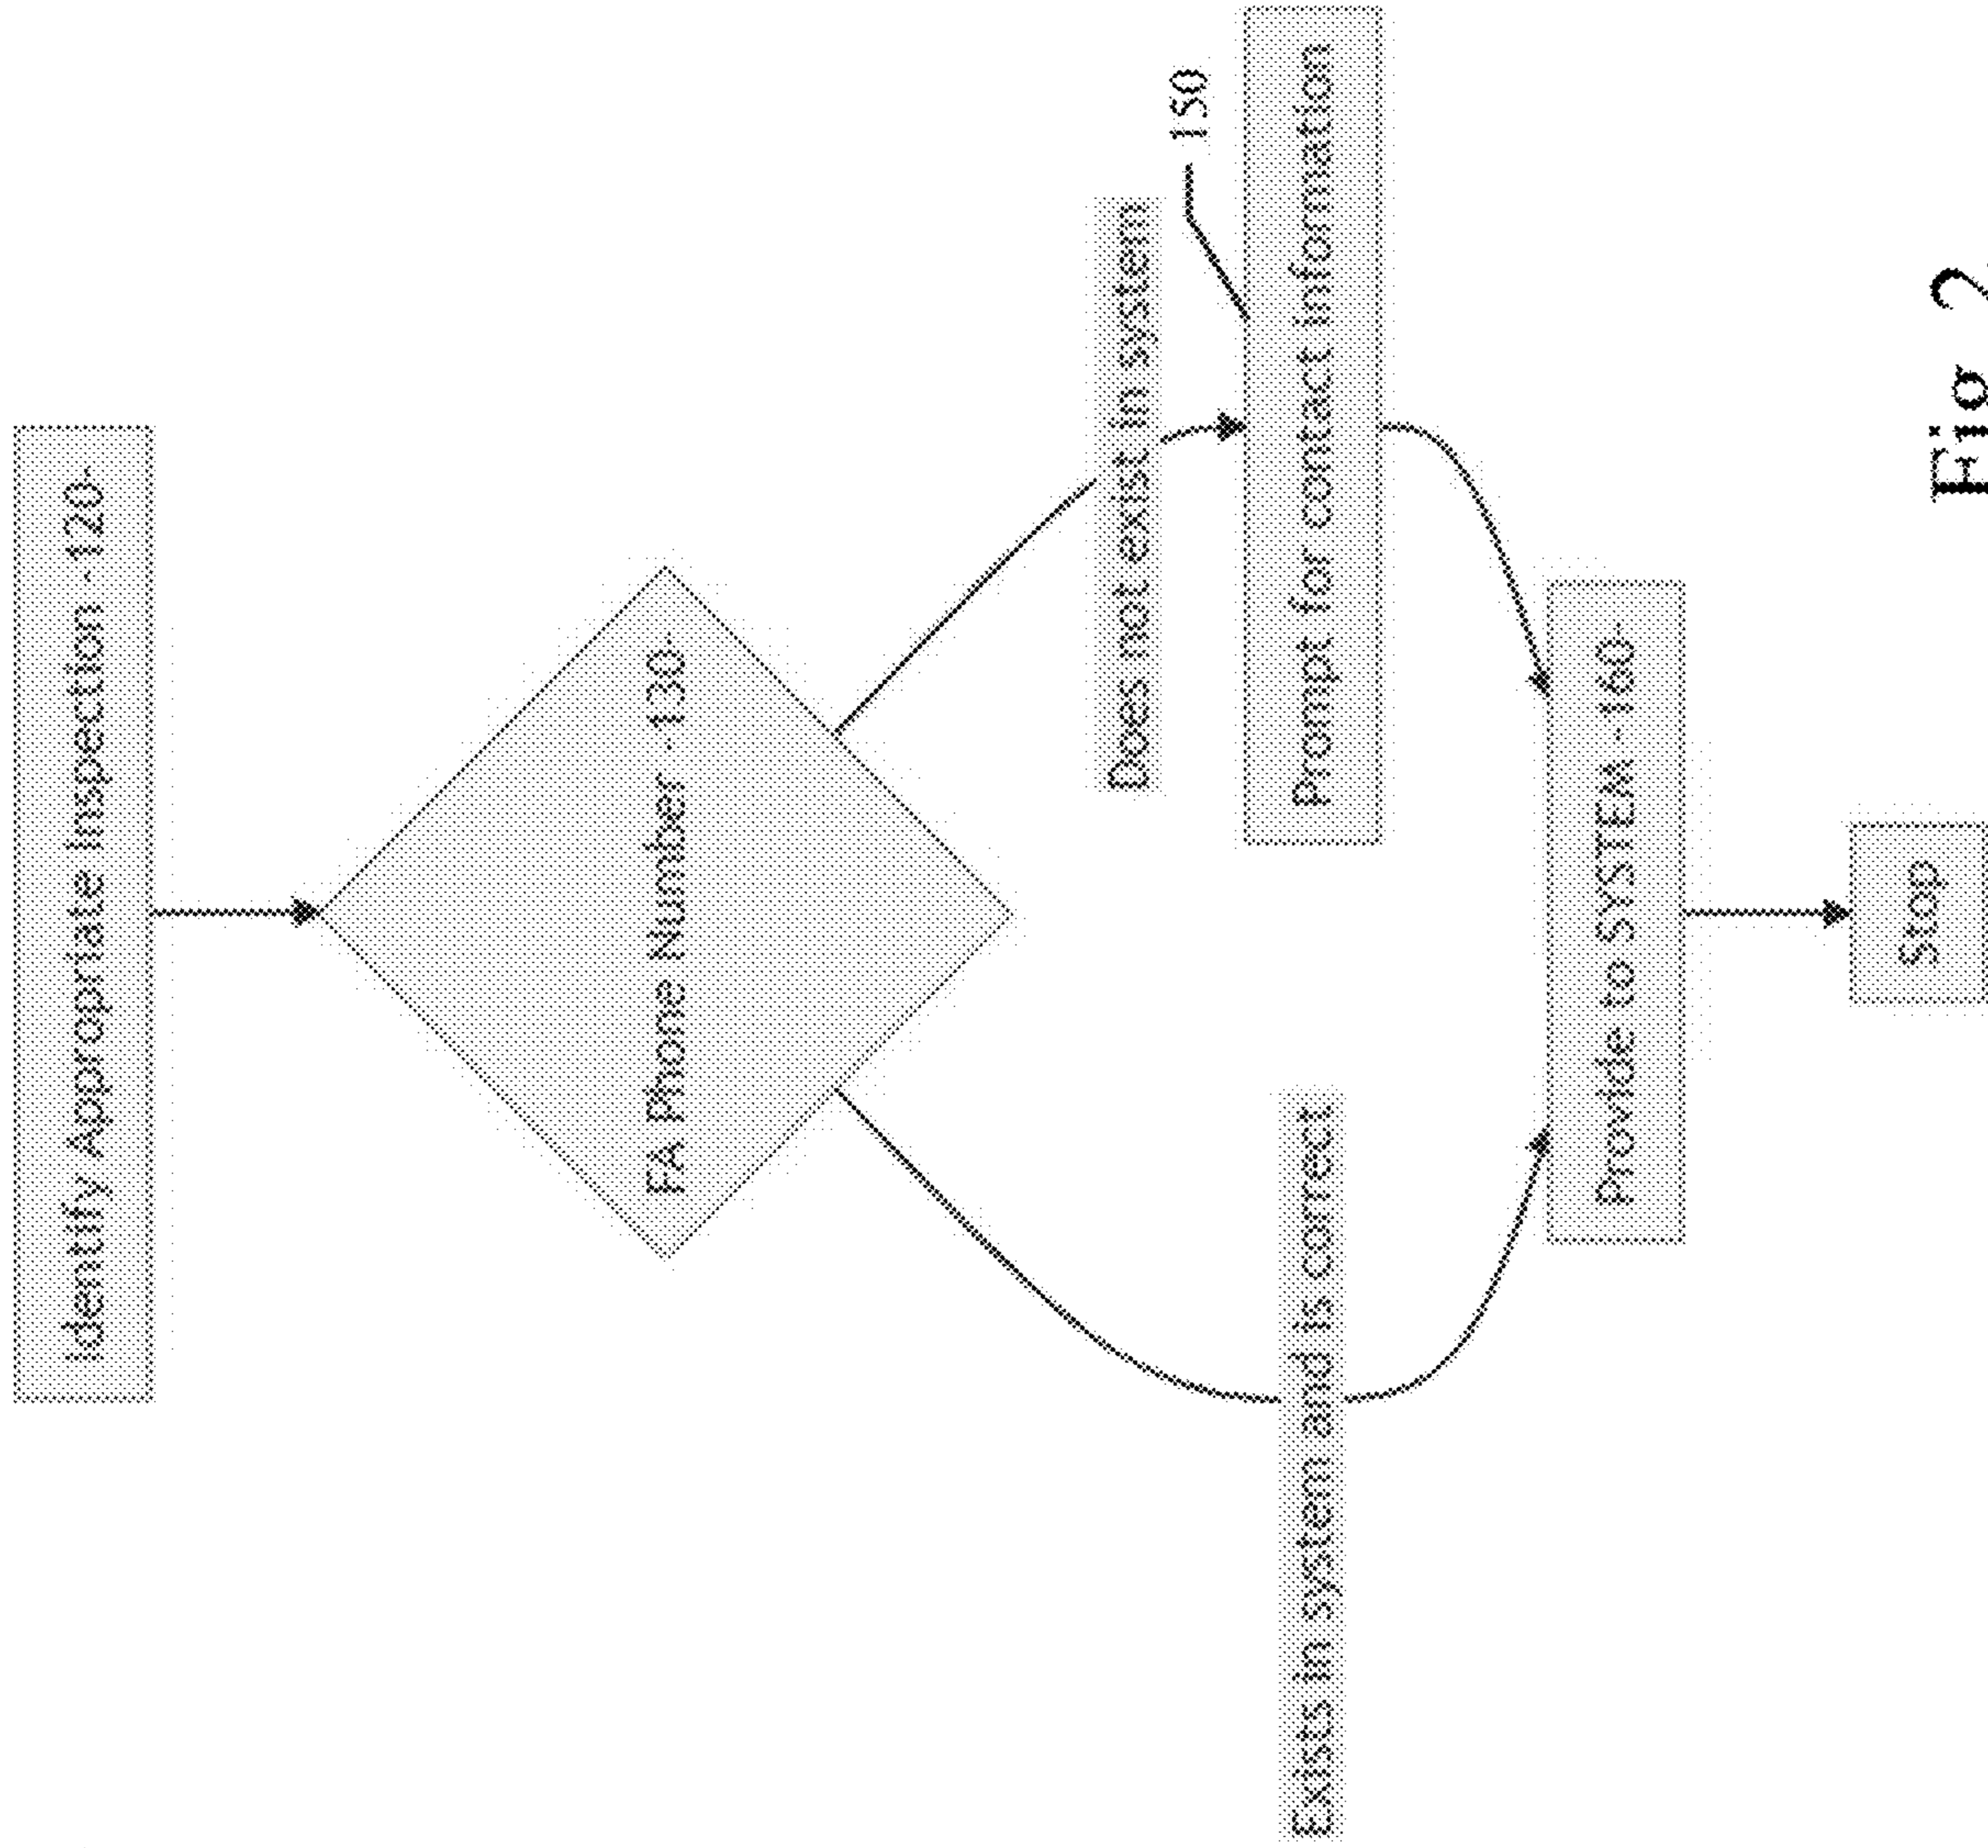 Identify Appropriate Inspection -120-
FA Phone Number -130-
Does not exist in system
150
Prompt for contact information
Exists in system and is correct
Provide to SYSTEM -160-
Stop
Fig. 2